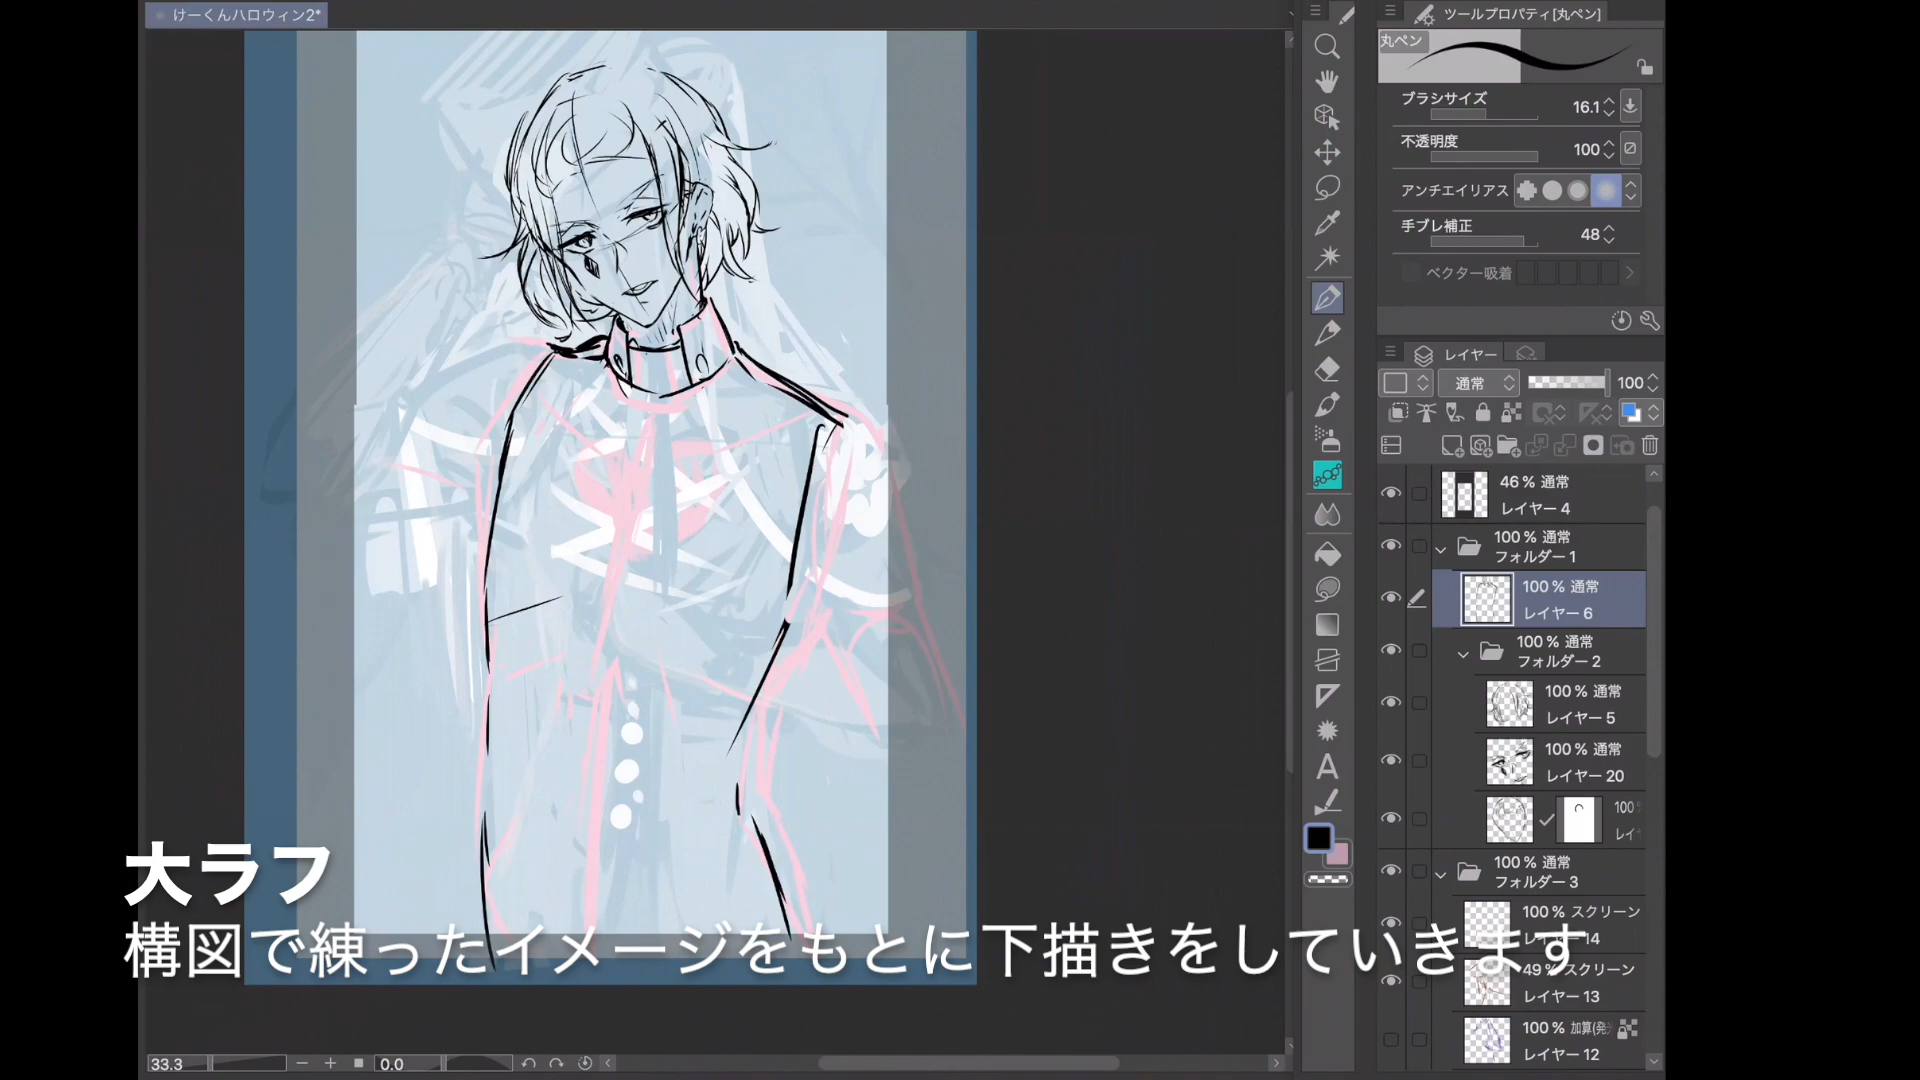 けーくんハロウィン2*
ツールプロパティ[丸ペン]
丸ペン
ブラシサイズ 16.1
不透明度 100
アンチエイリアス
手ブレ補正 48
ベクター吸着
レイヤー
通常 100
46 % 通常
レイヤー 4
100 % 通常
フォルダー 1
100 % 通常
レイヤー 6
100 % 通常
フォルダー 2
100 % 通常
レイヤー 5
100 % 通常
レイヤー 20
100
レイ
100 % 通常
フォルダー 3
100 % スクリーン
レイヤー 14
49 % スクリーン
レイヤー 13
100 % 加算(発
レイヤー 12
大ラフ
構図で練ったイメージをもとに下描きをしていきます
33.3
0.0